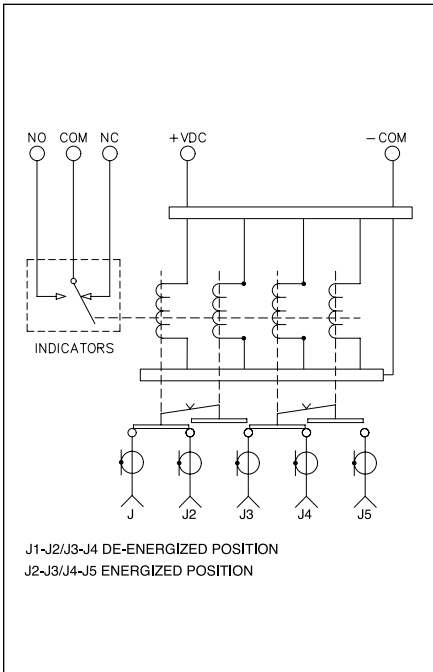 NO COM NC +VDC -COM
INDICATORS
J J2 J3 J4 J5
J1-J2/J3-J4 DE-ENERGIZED POSITION
J2-J3/J4-J5 ENERGIZED POSITION